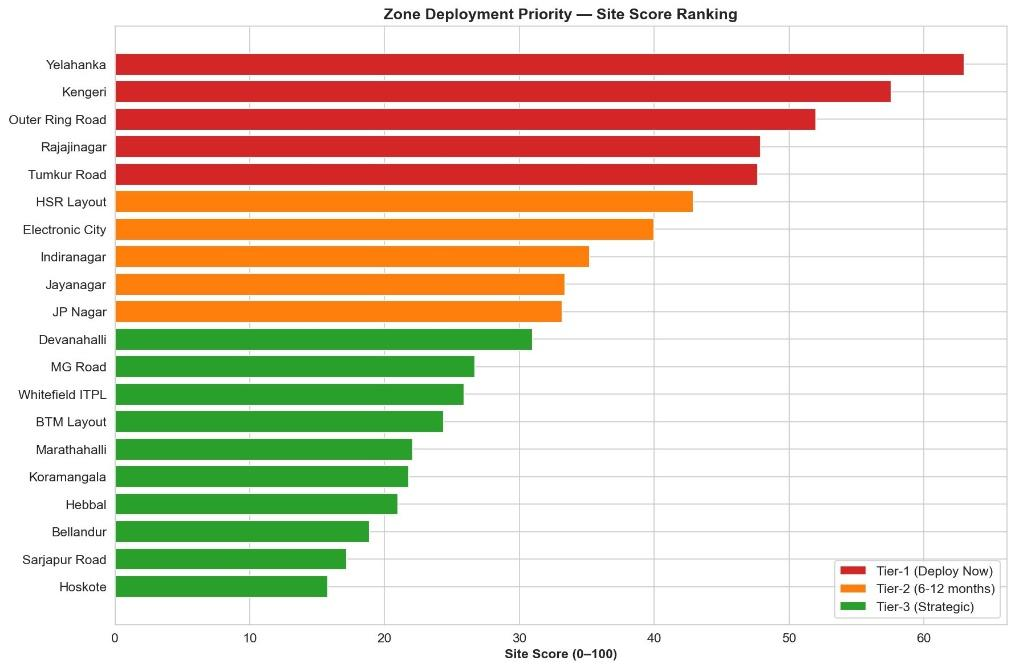 Zone Deployment Priority — Site Score Ranking
Yelahanka
Kengeri
Outer Ring Road
Rajajinagar
Tumkur Road
HSR Layout
Electronic City
Indiranagar
Jayanagar
JP Nagar
Devanahalli
MG Road
Whitefield ITPL
BTM Layout
Marathahalli
Koramangala
Hebbal
Bellandur
Sarjapur Road
Hoskote
Tier-1 (Deploy Now)
Tier-2 (6-12 months)
Tier-3 (Strategic)
0 10 20 30 40 50 60
Site Score (0–100)